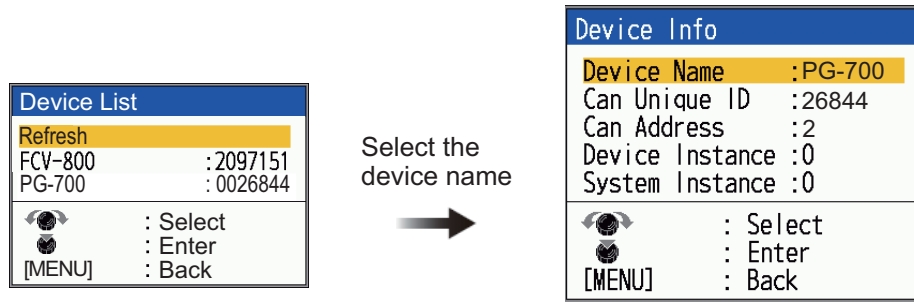 Device List
Refresh
FCV-800 :2097151
PG-700 : 0026844
: Select
: Enter
[MENU] : Back
Select the
device name
Device Info
Device Name :PG-700
Can Unique ID :26844
Can Address :2
Device Instance :0
System Instance :0
: Select
: Enter
[MENU] : Back